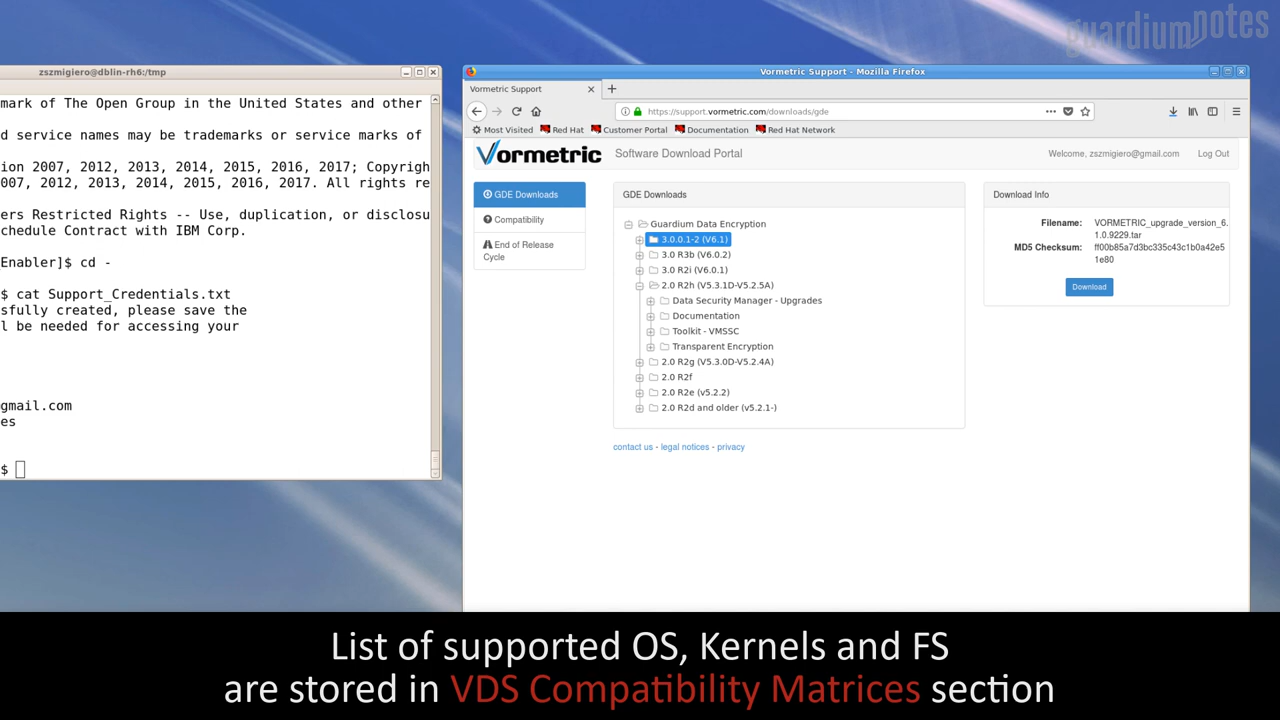 guardiumnotes
zszmigiero@dblin-rh6:/tmp
mark of The Open Group in the United States and other
d service names may be trademarks or service marks of
ion 2007, 2012, 2013, 2014, 2015, 2016, 2017; Copyrigh
007, 2012, 2013, 2014, 2015, 2016, 2017. All rights re
ers Restricted Rights -- Use, duplication, or disclosu
chedule Contract with IBM Corp.
Enabler]$ cd -
$ cat Support_Credentials.txt
sfully created, please save the
l be needed for accessing your
gmail.com
es
$
Vormetric Support - Mozilla Firefox
Vormetric Support
https://support.vormetric.com/downloads/gde
Most Visited Red Hat Customer Portal Documentation Red Hat Network
Vormetric Software Download Portal Welcome, zszmigiero@gmail.com Log Out
GDE Downloads
Compatibility
End of Release
Cycle
GDE Downloads
Guardium Data Encryption
3.0.0.1-2 (V6.1)
3.0 R3b (V6.0.2)
3.0 R2i (V6.0.1)
2.0 R2h (V5.3.1D-V5.2.5A)
Data Security Manager - Upgrades
Documentation
Toolkit - VMSSC
Transparent Encryption
2.0 R2g (V5.3.0D-V5.2.4A)
2.0 R2f
2.0 R2e (v5.2.2)
2.0 R2d and older (v5.2.1-)
Download Info
Filename: VORMETRIC_upgrade_version_6.
1.0.9229.tar
MD5 Checksum: ff00b85a7d3bc335c43c1b0a42e5
1e80
Download
contact us - legal notices - privacy
List of supported OS, Kernels and FS
are stored in VDS Compatibility Matrices section